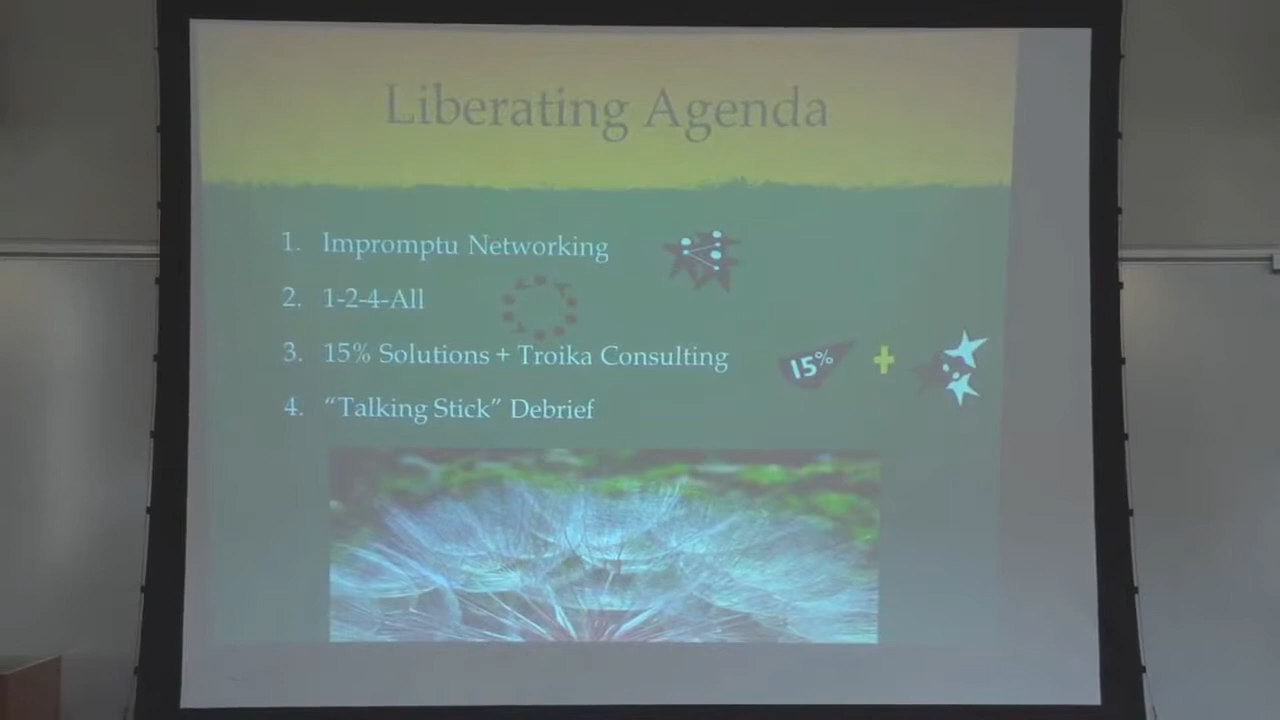 Liberating Agenda
1. Impromptu Networking
2. 1-2-4-All
3. 15% Solutions + Troika Consulting
15% +
4. “Talking Stick” Debrief